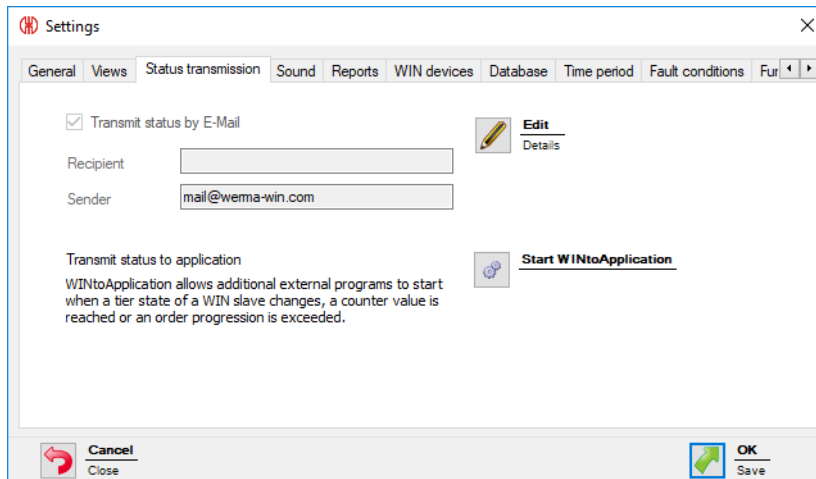 Settings
General Views Status transmission Sound Reports WIN devices Database Time period Fault conditions Fur
Transmit status by E-Mail
Edit
Details
Recipient
Sender mail@werma-win.com
Transmit status to application
Start WINtoApplication
WINtoApplication allows additional external programs to start
when a tier state of a WIN slave changes, a counter value is
reached or an order progression is exceeded.
Cancel
Close
OK
Save